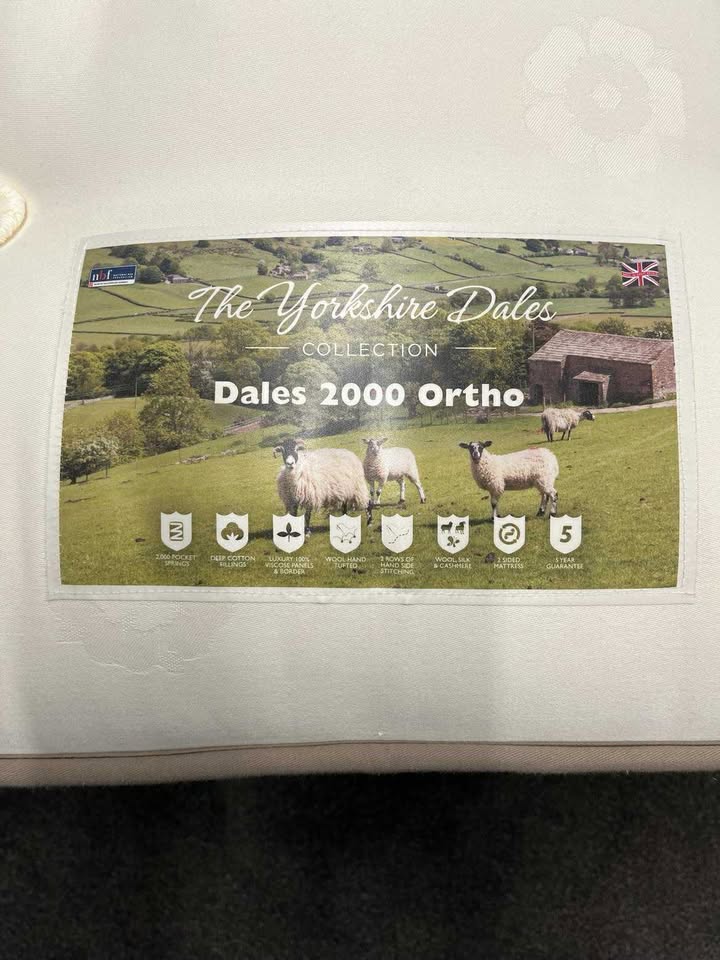 nbf
The Yorkshire Dales
COLLECTION
Dales 2000 Ortho
5
2,000 POCKET
SPRINGS
DEEP COTTON
FILLINGS
LUXURY 100%
VISCOSE PANELS
& BORDER
WOOL HAND
TUFTED
2 ROWS OF
HAND SIDE
STITCHING
WOOL, SILK
& CASHMERE
2 SIDED
MATTRESS
5 YEAR
GUARANTEE